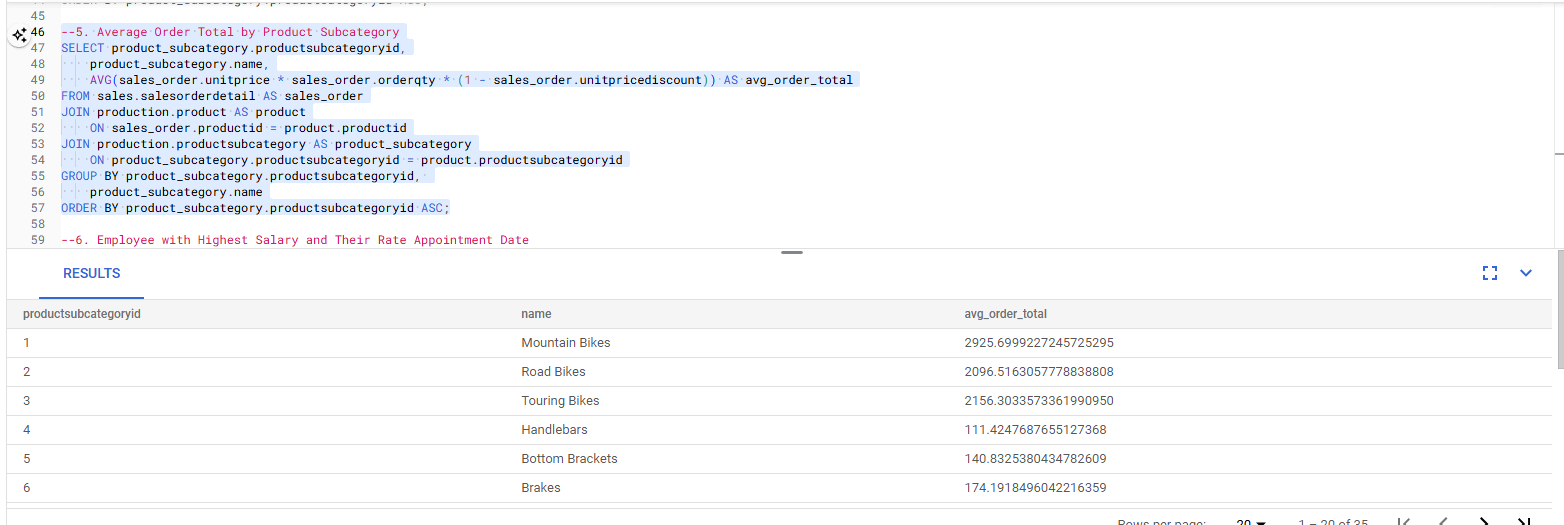 45
46 --5. Average Order Total by Product Subcategory
47 SELECT product_subcategory.productsubcategoryid,
48 product_subcategory.name,
49 AVG(sales_order.unitprice * sales_order.orderqty * (1 - sales_order.unitpricediscount)) AS avg_order_total
50 FROM sales.salesorderdetail AS sales_order
51 JOIN production.product AS product
52 ON sales_order.productid = product.productid
53 JOIN production.productsubcategory AS product_subcategory
54 ON product_subcategory.productsubcategoryid = product.productsubcategoryid
55 GROUP BY product_subcategory.productsubcategoryid,
56 product_subcategory.name
57 ORDER BY product_subcategory.productsubcategoryid ASC;
58
59 --6. Employee with Highest Salary and Their Rate Appointment Date
RESULTS
productsubcategoryid name avg_order_total
1 Mountain Bikes 2925.6999227245725295
2 Road Bikes 2096.5163057778838808
3 Touring Bikes 2156.3033573361990950
4 Handlebars 111.4247687655127368
5 Bottom Brackets 140.8325380434782609
6 Brakes 174.1918496042216359
Rows per page: 20 1 – 20 of 35